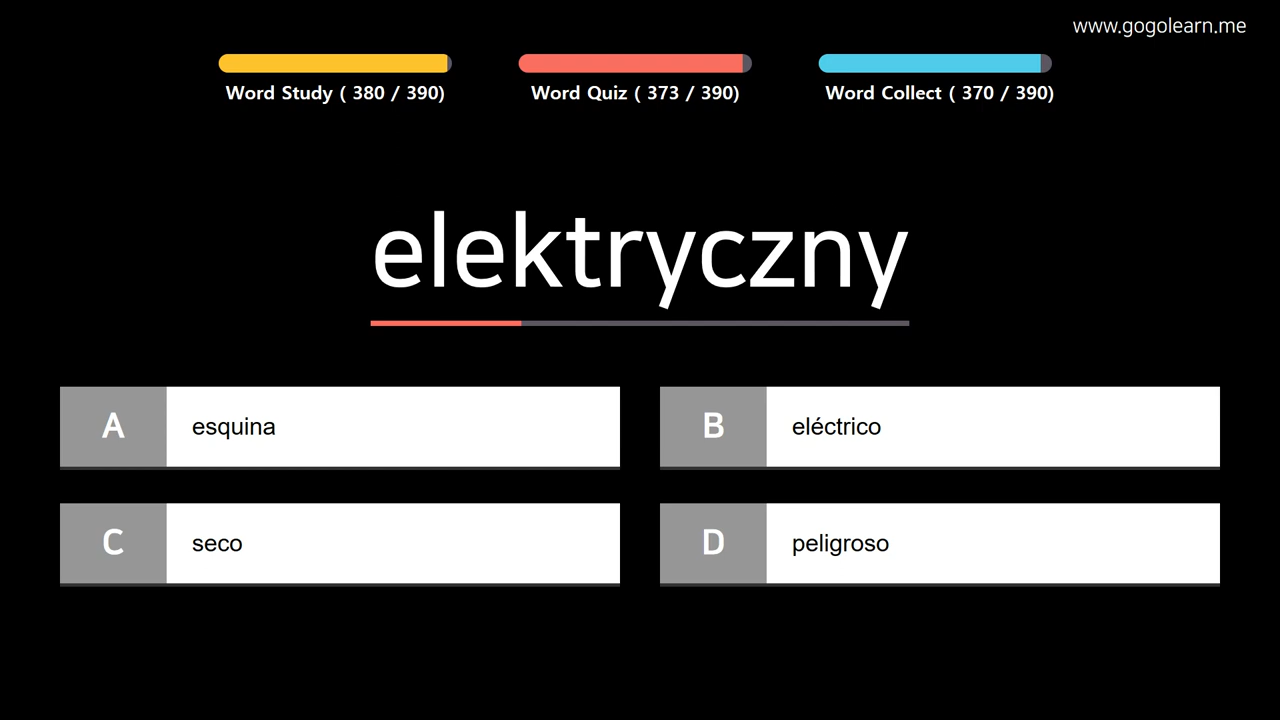 www.gogolearn.me
Word Study ( 380 / 390)
Word Quiz ( 373 / 390)
Word Collect ( 370 / 390)
elektryczny
A
esquina
B
eléctrico
C
seco
D
peligroso